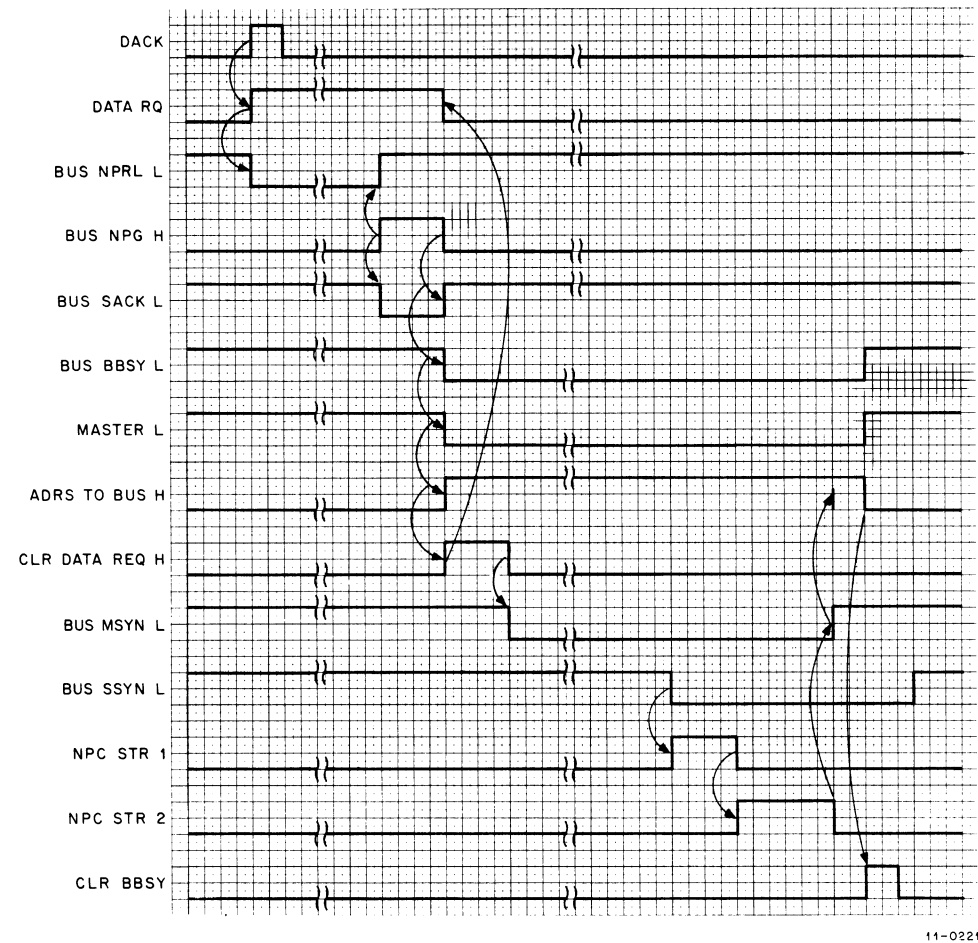 DACK
DATA RQ
BUS NPRL L
BUS NPG H
BUS SACK L
BUS BBSY L
MASTER L
ADRS TO BUS H
CLR DATA REQ H
BUS MSYN L
BUS SSYN L
NPC STR 1
NPC STR 2
CLR BBSY
11-0221